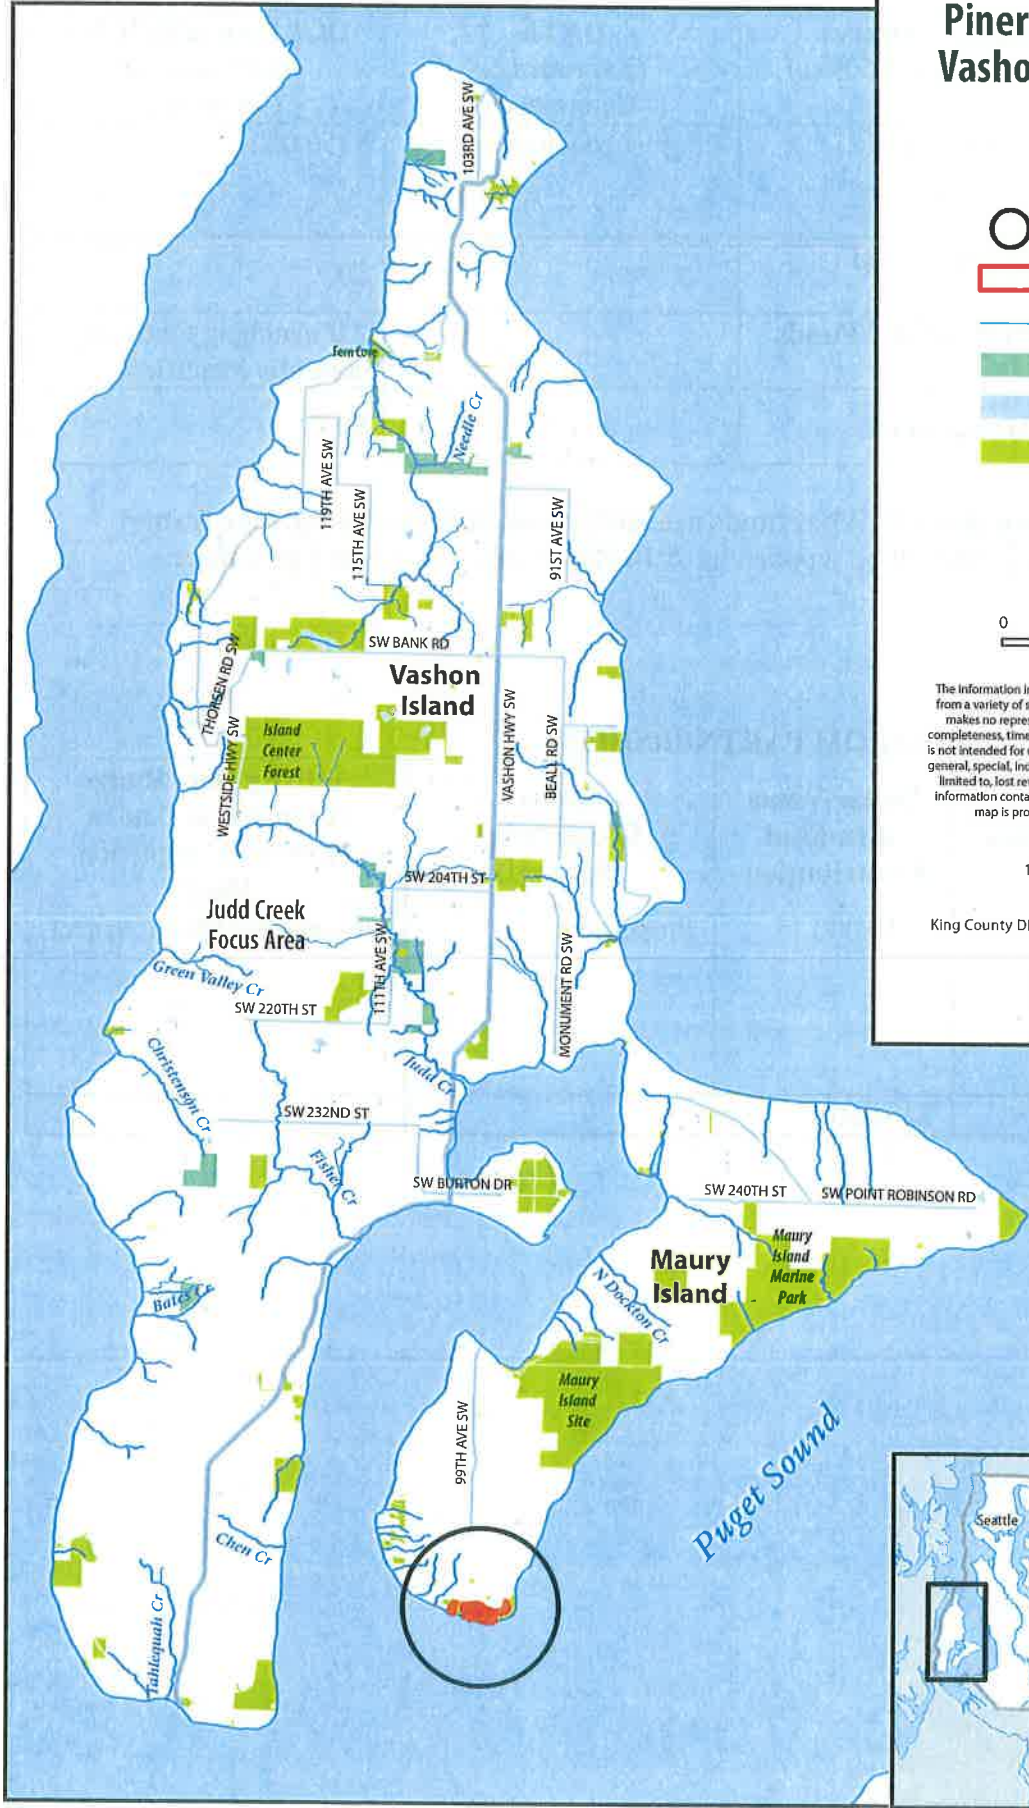 Piner
Vasho
0
The information i
from a variety of s
makes no repres
completeness, time
is not intended for
general, special, ind
limited to, lost re
information conta
map is pro
1
King County D
103RD AVE SW
Fern Cove
Needle Cr
119TH AVE SW
115TH AVE SW
91ST AVE SW
SW BANK RD
THORSEN RD SW
Vashon
Island
WESTSIDE HWY SW
Island
Center
Forest
VASHON HWY SW
BEALL RD SW
SW 204TH ST
Judd Creek
Focus Area
111TH AVE SW
MONUMENT RD SW
Green Valley Cr
SW 220TH ST
Christenson Cr
Judd Cr
SW 232ND ST
Fisher Cr
SW BURTON DR
SW 240TH ST
SW POINT ROBINSON RD
Maury
Island
Maury
Island
Marine
Park
Bates Cr
N Dockton Cr
Maury
Island
Site
99TH AVE SW
Puget Sound
Chen Cr
Tahlequah Cr
Seattle